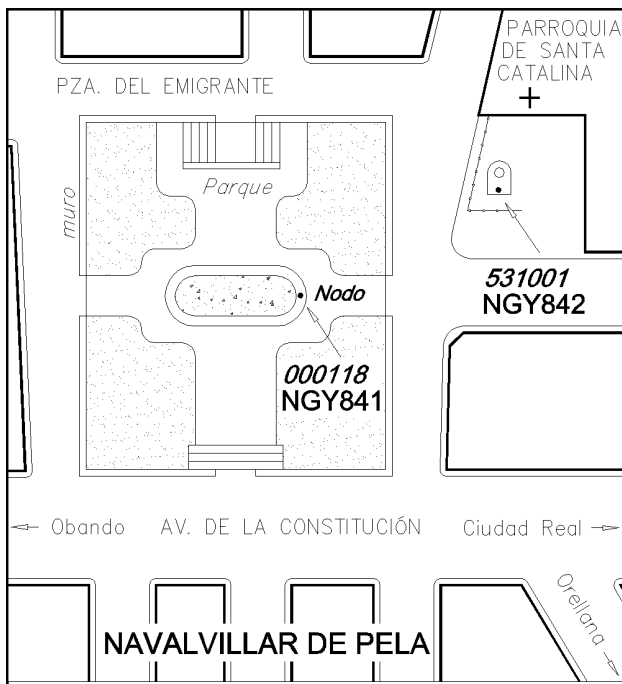 PARROQUIA
DE SANTA
CATALINA
PZA. DEL EMIGRANTE
muro
Parque
Nodo
531001
NGY842
000118
NGY841
Obando
AV. DE LA CONSTITUCIÓN
Ciudad Real
Orellana
NAVALVILLAR DE PELA